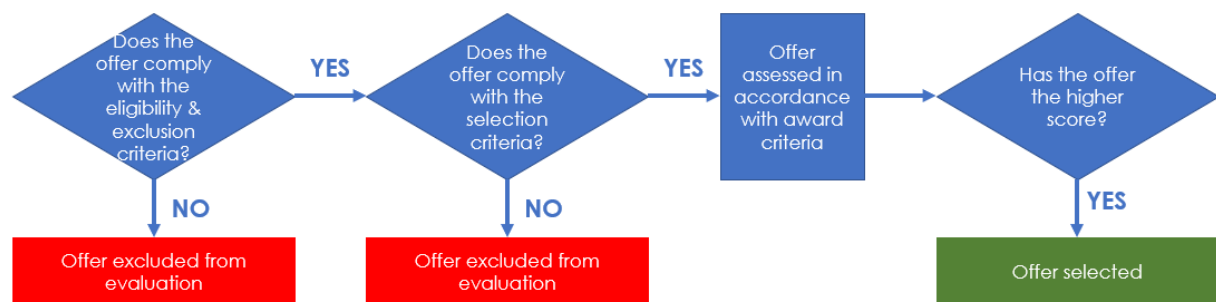 Does the
offer comply
with the
eligibility &
exclusion
criteria?
YES
Does the
offer comply
with the
selection
criteria?
YES
Offer
assessed in
accordance
with award
criteria
Has the offer
the higher
score?
NO
NO
YES
Offer excluded from
evaluation
Offer excluded from
evaluation
Offer selected